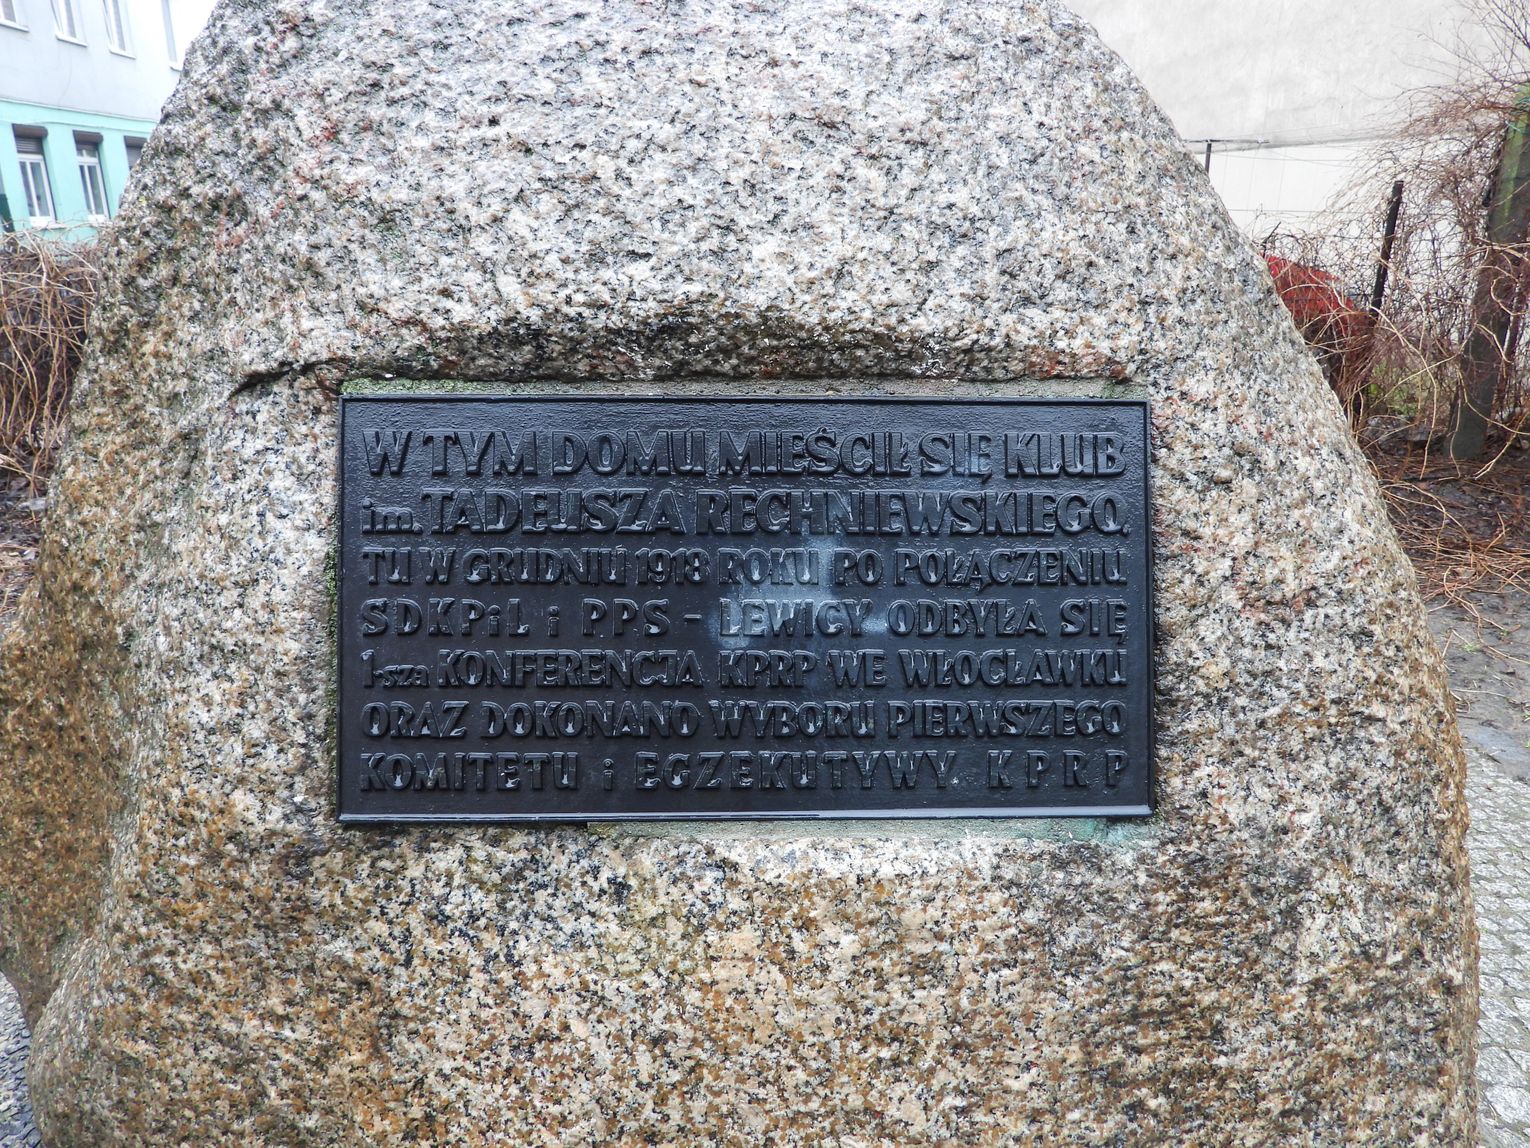 W TYM DOMU MIEŚCIŁ SIĘ KLUB
im. TADEUSZA RECHNIEWSKIEGO.
TU W GRUDNIU 1918 ROKU PO POŁĄCZENIU
SDKPiL i PPS - LEWICY ODBYŁA SIĘ
1-sza KONFERENCJA KPRP WE WŁOCŁAWKU
ORAZ DOKONANO WYBORU PIERWSZEGO
KOMITETU i EGZEKUTYWY KPRP